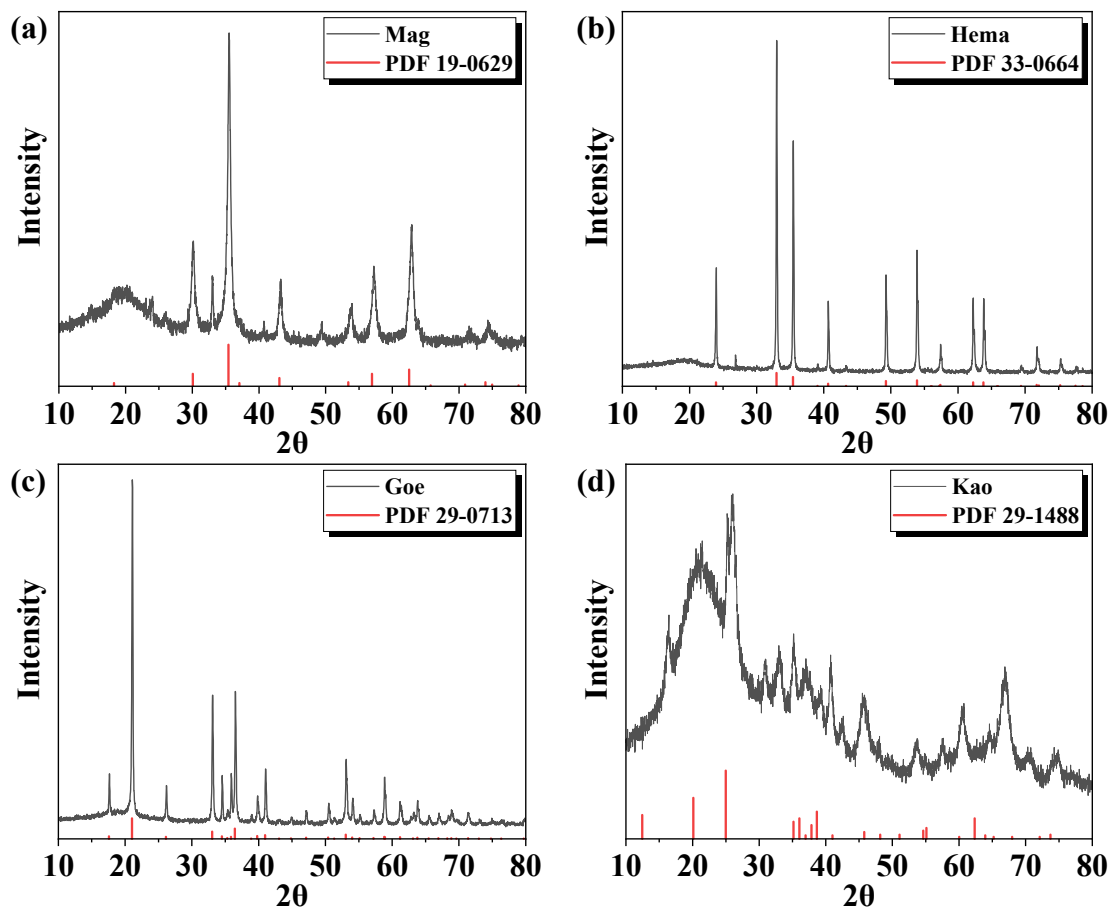 (a)
Mag
PDF 19-0629
Intensity
10 20 30 40 50 60 70 80
2θ
(b)
Hema
PDF 33-0664
Intensity
10 20 30 40 50 60 70 80
2θ
(c)
Goe
PDF 29-0713
Intensity
10 20 30 40 50 60 70 80
2θ
(d)
Kao
PDF 29-1488
Intensity
10 20 30 40 50 60 70 80
2θ